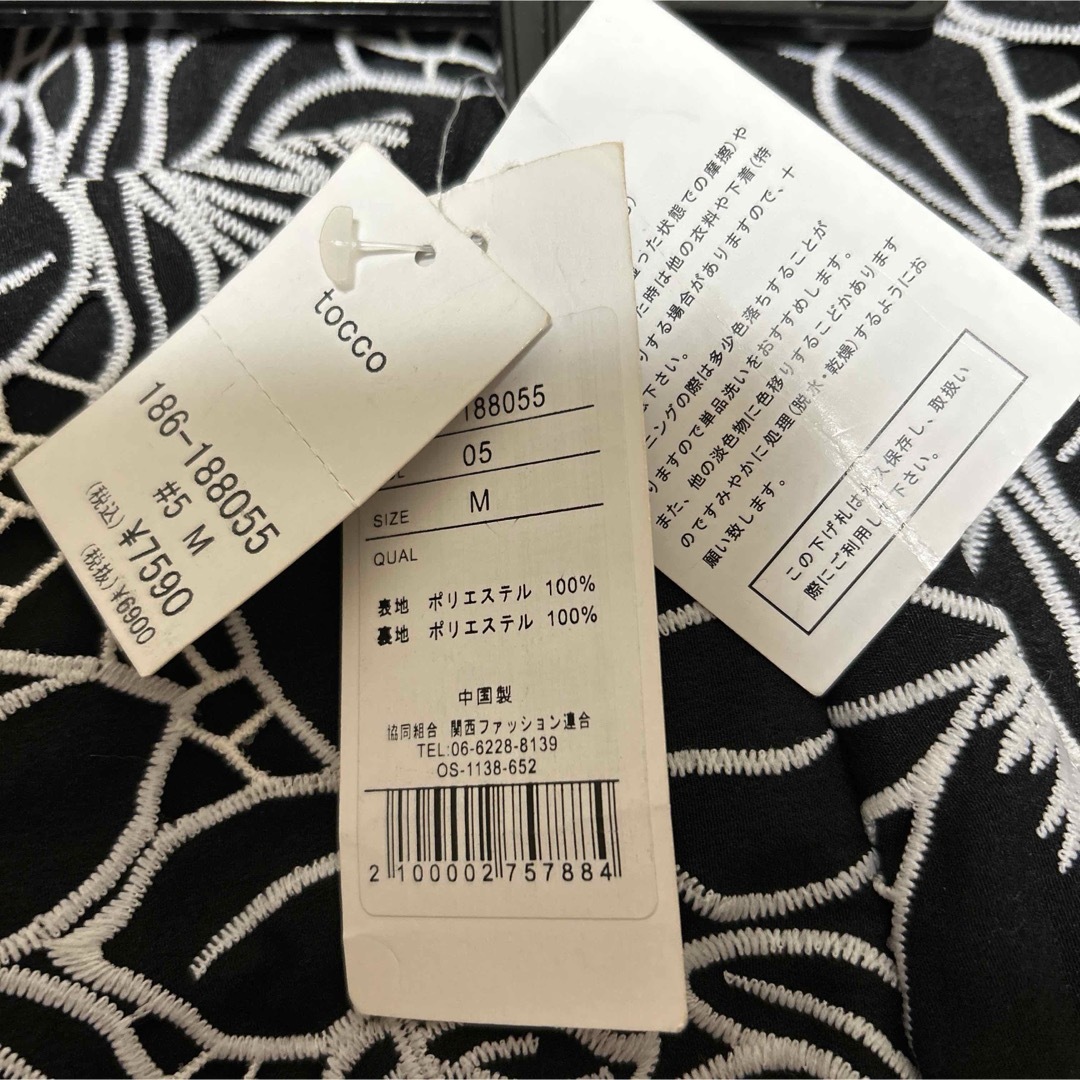 tocco
186-188055
#5 M
(税込)¥7590
(税抜)¥6900
188055
05
SIZE M
QUAL
表地 ポリエステル 100%
裏地 ポリエステル 100%
中国製
協同組合 関西ファッション連合
TEL:06-6228-8139
OS-1138-652
2 100002 757884
った状態での摩擦)や
た時は他の衣料や下着(特
りする場合がありますので、十
下さい。
ニングの際は多少色落ちすることが
りますので単品洗いをおすすめします。
また、他の淡色物に色移りすることがあります
のですみやかに処理(脱水・乾燥)するようにお
願い致します。
この下げ札は 保存し、取扱い
際にご利用 下さい。